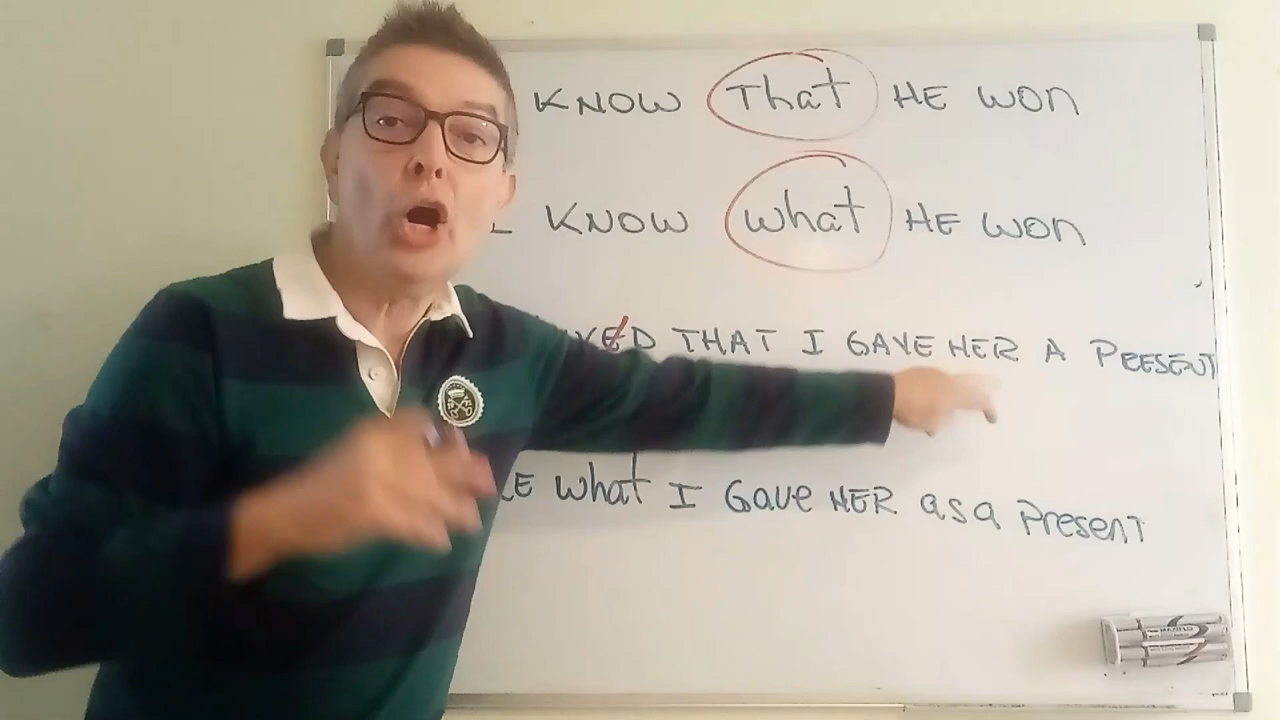 KNOW That HE WON
KNOW what HE WON
THAT I GAVE HER A PRESENT
what I Gave HER as a Present